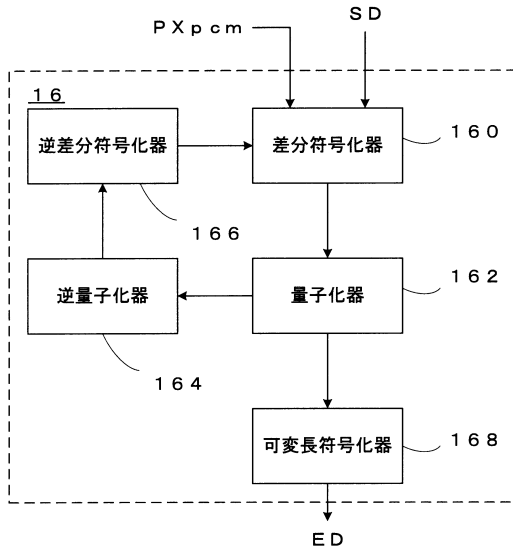 PXpcm
SD
16
逆差分符号化器
差分符号化器
160
166
逆量子化器
量子化器
162
164
可変長符号化器
168
ED